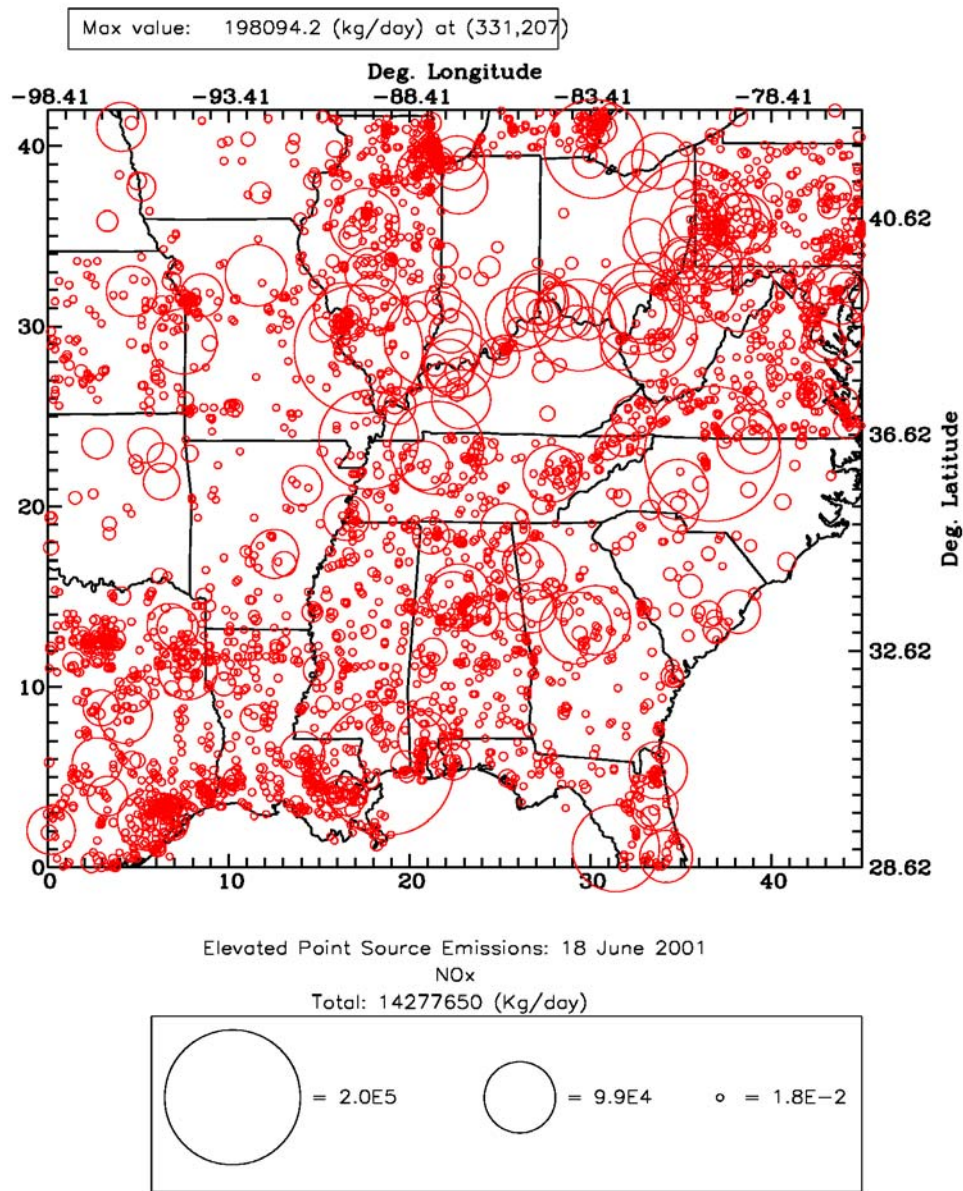 Max value: 198094.2 (kg/day) at (331,207)
Deg. Longitude
-98.41 -93.41 -88.41 -83.41 -78.41
40
40.62
30
36.62
20
Deg. Latitude
32.62
10
0
28.62
0 10 20 30 40
Elevated Point Source Emissions: 18 June 2001
NOx
Total: 14277650 (Kg/day)
= 2.0E5 = 9.9E4 = 1.8E-2